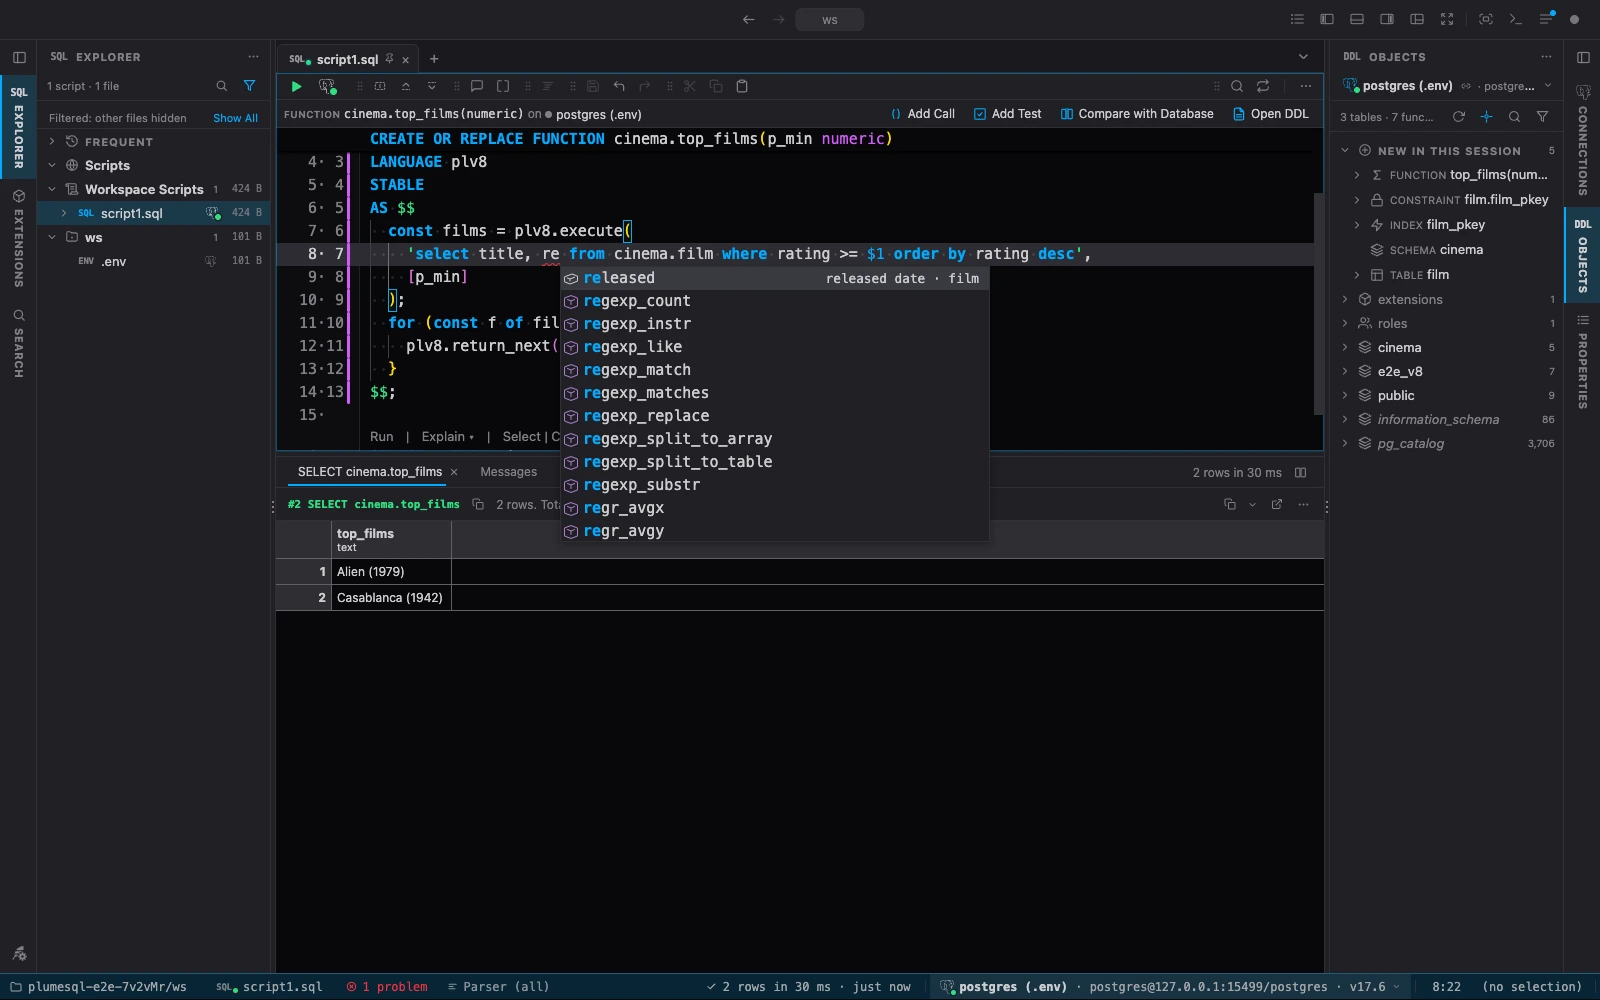 ws
SQL EXPLORER
1 script · 1 file
Filtered: other files hidden Show All
FREQUENT
Scripts
Workspace Scripts 1 424 B
SQL script1.sql 424 B
ws 1 101 B
ENV .env 101 B
SQL EXPLORER
EXTENSIONS
SEARCH
SQL script1.sql
FUNCTION cinema.top_films(numeric) on postgres (.env)
Add Call Add Test Compare with Database Open DDL
CREATE OR REPLACE FUNCTION cinema.top_films(p_min numeric)
4· 3 LANGUAGE plv8
5· 4 STABLE
6· 5 AS $$
7· 6 const films = plv8.execute(
8· 7 'select title, re from cinema.film where rating >= $1 order by rating desc',
9· 8 [p_min]
10· 9 );
11·10 for (const f of fil
12·11 plv8.return_next(
13·12 }
14·13 $$;
15·
Run | Explain | Select | C
released released date · film
regexp_count
regexp_instr
regexp_like
regexp_match
regexp_matches
regexp_replace
regexp_split_to_array
regexp_split_to_table
regexp_substr
regr_avgx
regr_avgy
SELECT cinema.top_films Messages 2 rows in 30 ms
#2 SELECT cinema.top_films 2 rows. Tota
top_films
text
1 Alien (1979)
2 Casablanca (1942)
DDL OBJECTS
postgres (.env) · postgre...
3 tables · 7 func...
NEW IN THIS SESSION 5
FUNCTION top_films(num...
CONSTRAINT film.film_pkey
INDEX film_pkey
SCHEMA cinema
TABLE film
extensions 1
roles 1
cinema 5
e2e_v8 7
public 9
information_schema 86
pg_catalog 3,706
CONNECTIONS
DDL OBJECTS
PROPERTIES
plumesql-e2e-7v2vMr/ws SQL script1.sql 1 problem Parser (all) 2 rows in 30 ms · just now postgres (.env) · postgres@127.0.0.1:15499/postgres · v17.6 8:22 (no selection)